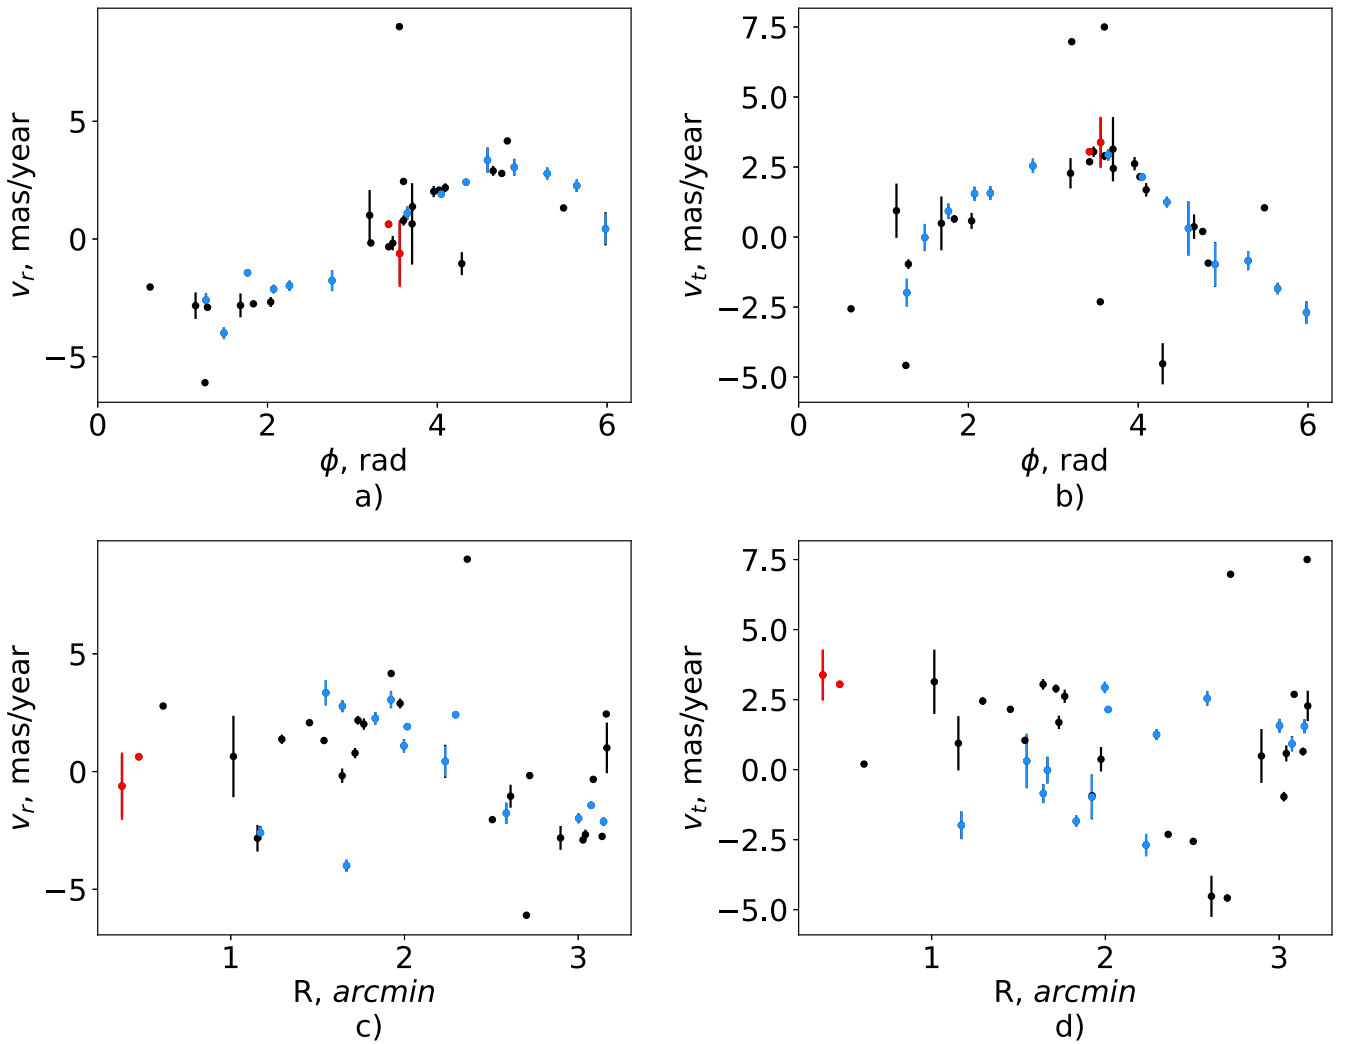 v_r, mas/year
5
0
−5
0
2
4
6
ϕ, rad
a)
v_t, mas/year
7.5
5.0
2.5
0.0
−2.5
−5.0
0
2
4
6
ϕ, rad
b)
v_r, mas/year
5
0
−5
1
2
3
R, arcmin
c)
v_t, mas/year
7.5
5.0
2.5
0.0
−2.5
−5.0
1
2
3
R, arcmin
d)